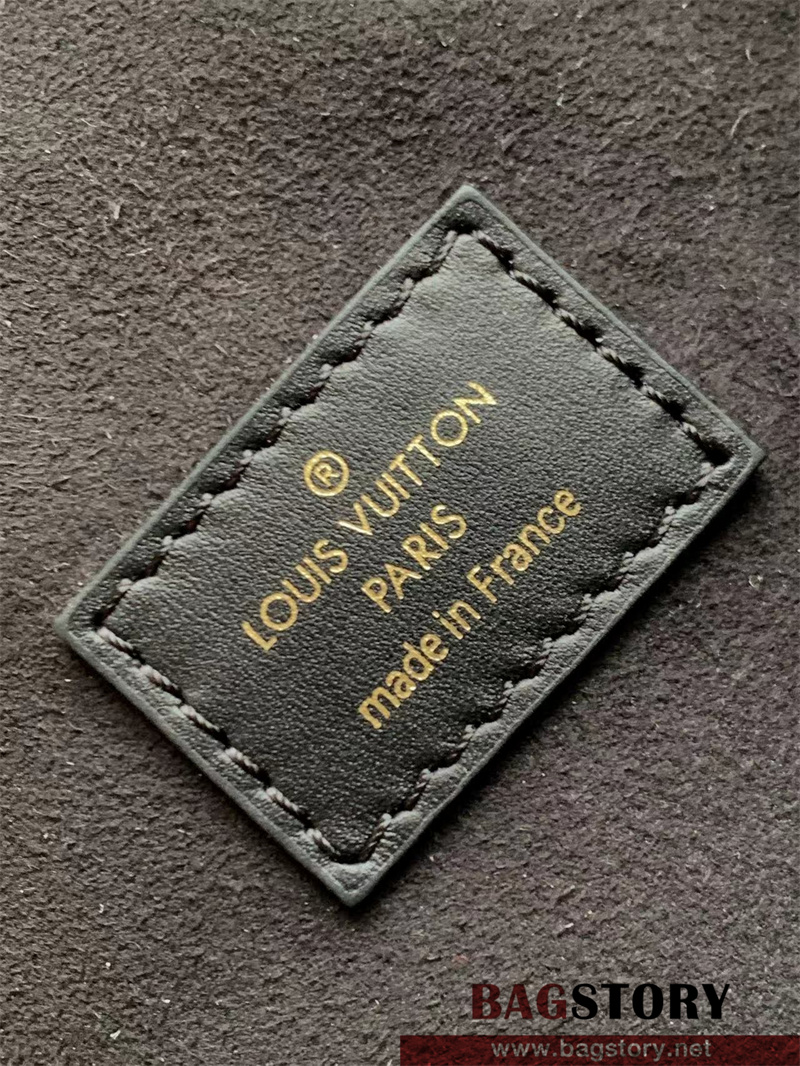 ®
LOUIS VUITTON
PARIS
made in France
BAGSTORY
www.bagstory.net